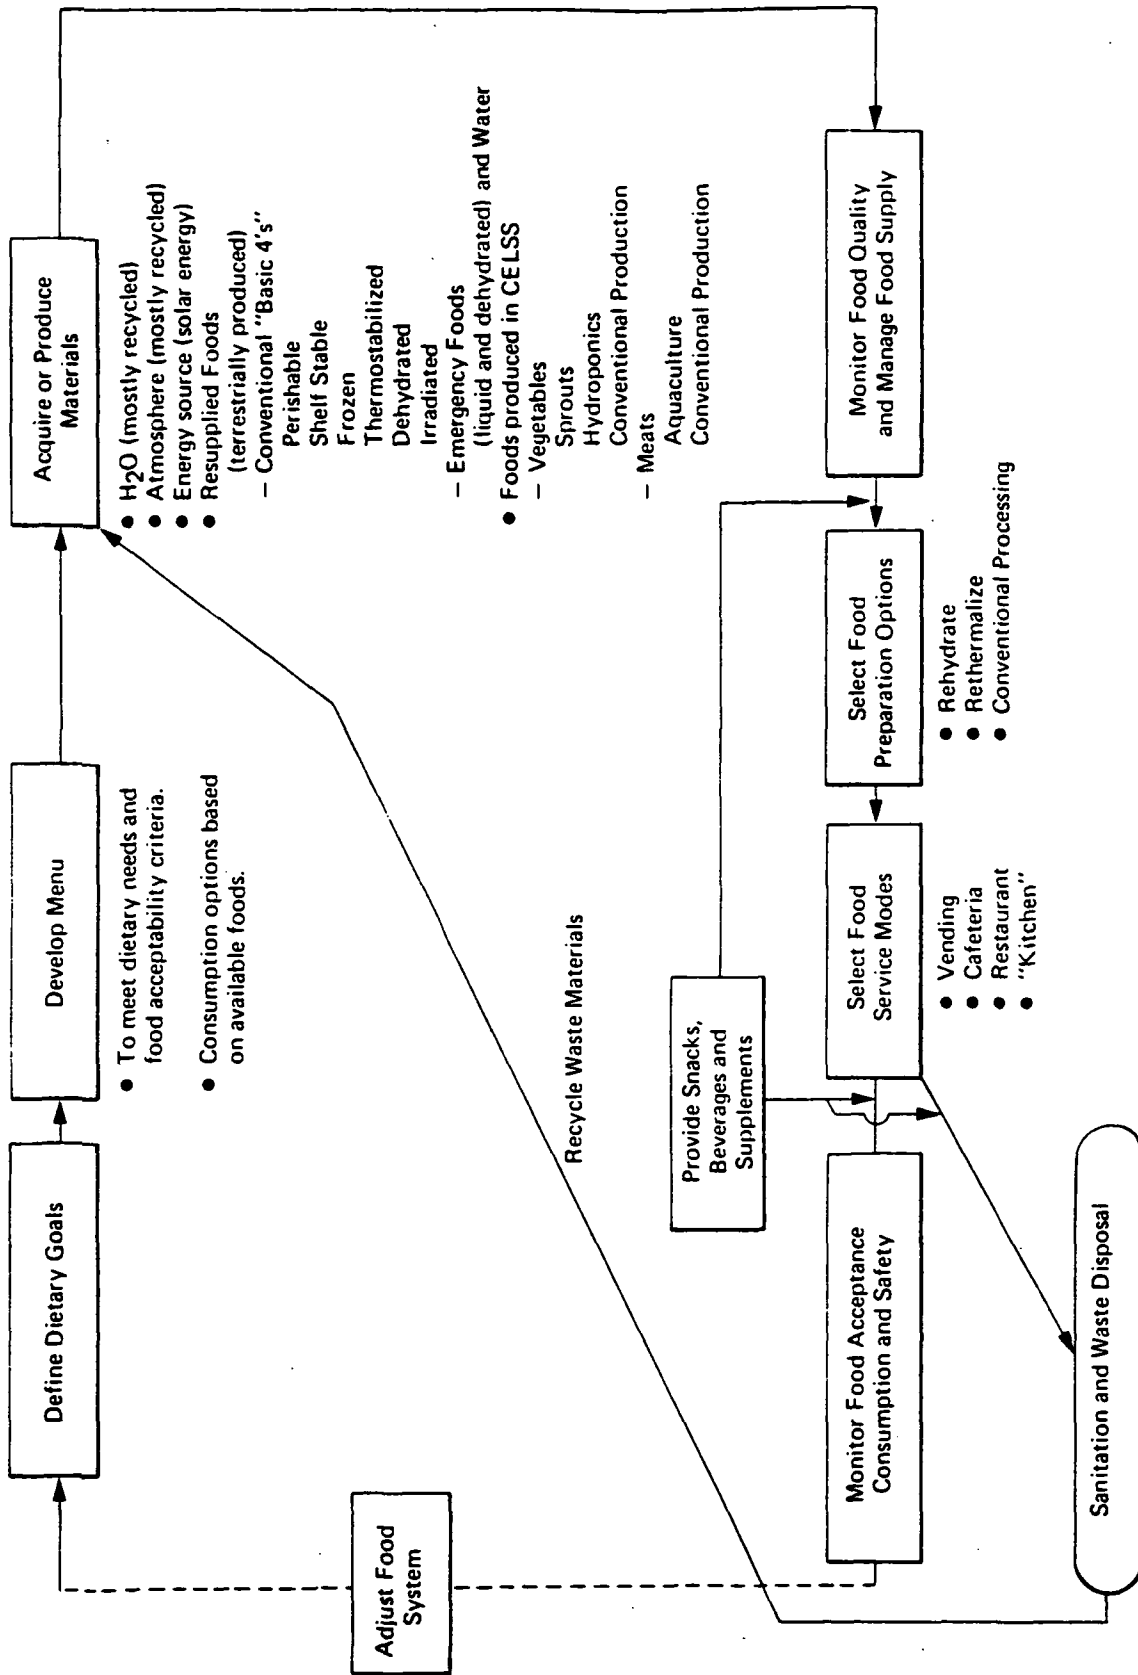 Define Dietary Goals
Develop Menu
● To meet dietary needs and
food acceptability criteria.
● Consumption options based
on available foods.
Acquire or Produce
Materials
● H2O (mostly recycled)
● Atmosphere (mostly recycled)
● Energy source (solar energy)
● Resupplied Foods
(terrestrially produced)
– Conventional "Basic 4's"
Perishable
Shelf Stable
Frozen
Thermostabilized
Dehydrated
Irradiated
– Emergency Foods
(liquid and dehydrated) and Water
● Foods produced in CELSS
– Vegetables
Sprouts
Hydroponics
Conventional Production
– Meats
Aquaculture
Conventional Production
Adjust Food
System
Recycle Waste Materials
Provide Snacks,
Beverages and
Supplements
Monitor Food Acceptance
Consumption and Safety
Select Food
Service Modes
● Vending
● Cafeteria
● Restaurant
● "Kitchen"
Select Food
Preparation Options
● Rehydrate
● Rethermalize
● Conventional Processing
Monitor Food Quality
and Manage Food Supply
Sanitation and Waste Disposal